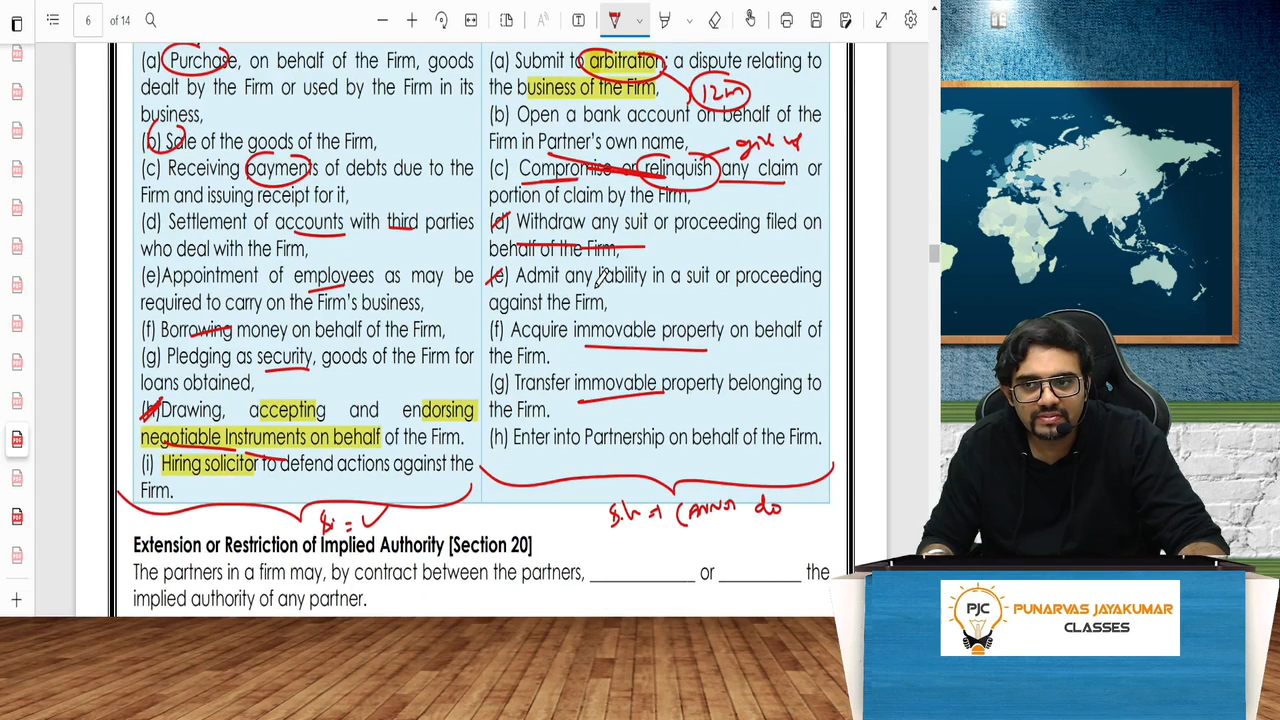 6 of 14
(a) Purchase, on behalf of the Firm, goods
dealt by the Firm or used by the Firm in its
business,
(b) Sale of the goods of the Firm,
(c) Receiving payments of debts due to the
Firm and issuing receipt for it,
(d) Settlement of accounts with third parties
who deal with the Firm,
(e)Appointment of employees as may be
required to carry on the Firm's business,
(f) Borrowing money on behalf of the Firm,
(g) Pledging as security, goods of the Firm for
loans obtained,
(h)Drawing, accepting and endorsing
negotiable Instruments on behalf of the Firm.
(i) Hiring solicitor to defend actions against the
Firm.
(a) Submit to arbitration; a dispute relating to
the business of the Firm,
(b) Open a bank account on behalf of the
Firm in Partner's own name,
give up
(c) Compromise or relinquish any claim or
portion of claim by the Firm,
(d) Withdraw any suit or proceeding filed on
behalf of the Firm,
(e) Admit any liability in a suit or proceeding
against the Firm,
(f) Acquire immovable property on behalf of
the Firm.
(g) Transfer immovable property belonging to
the Firm.
(h) Enter into Partnership on behalf of the Firm.
cannot do
Extension or Restriction of Implied Authority [Section 20]
The partners in a firm may, by contract between the partners, ____________ or _________ the
implied authority of any partner.
PJC
PUNARVAS JAYAKUMAR
CLASSES